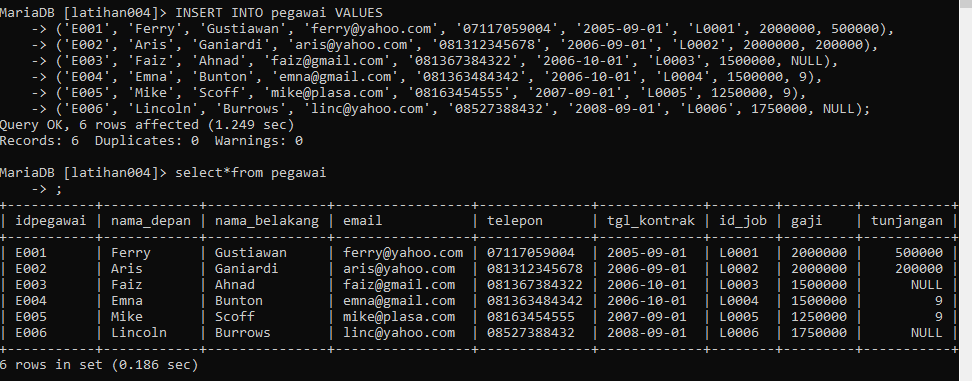 MariaDB [latihan004]> INSERT INTO pegawai VALUES
    -> ('E001', 'Ferry', 'Gustiawan', 'ferry@yahoo.com', '07117059004', '2005-09-01', 'L0001', 2000000, 500000),
    -> ('E002', 'Aris', 'Ganiardi', 'aris@yahoo.com', '081312345678', '2006-09-01', 'L0002', 2000000, 200000),
    -> ('E003', 'Faiz', 'Ahnad', 'faiz@gmail.com', '081367384322', '2006-10-01', 'L0003', 1500000, NULL),
    -> ('E004', 'Emna', 'Bunton', 'emna@gmail.com', '081363484342', '2006-10-01', 'L0004', 1500000, 9),
    -> ('E005', 'Mike', 'Scoff', 'mike@plasa.com', '08163454555', '2007-09-01', 'L0005', 1250000, 9),
    -> ('E006', 'Lincoln', 'Burrows', 'linc@yahoo.com', '08527388432', '2008-09-01', 'L0006', 1750000, NULL);
Query OK, 6 rows affected (1.249 sec)
Records: 6  Duplicates: 0  Warnings: 0
MariaDB [latihan004]> select*from pegawai
    -> ;
| idpegawai | nama_depan | nama_belakang | email           | telepon      | tgl_kontrak | id_job | gaji    | tunjangan |
| E001      | Ferry      | Gustiawan     | ferry@yahoo.com | 07117059004  | 2005-09-01  | L0001  | 2000000 |    500000 |
| E002      | Aris       | Ganiardi      | aris@yahoo.com  | 081312345678 | 2006-09-01  | L0002  | 2000000 |    200000 |
| E003      | Faiz       | Ahnad         | faiz@gmail.com  | 081367384322 | 2006-10-01  | L0003  | 1500000 |      NULL |
| E004      | Emna       | Bunton        | emna@gmail.com  | 081363484342 | 2006-10-01  | L0004  | 1500000 |         9 |
| E005      | Mike       | Scoff         | mike@plasa.com  | 08163454555  | 2007-09-01  | L0005  | 1250000 |         9 |
| E006      | Lincoln    | Burrows       | linc@yahoo.com  | 08527388432  | 2008-09-01  | L0006  | 1750000 |      NULL |
6 rows in set (0.186 sec)